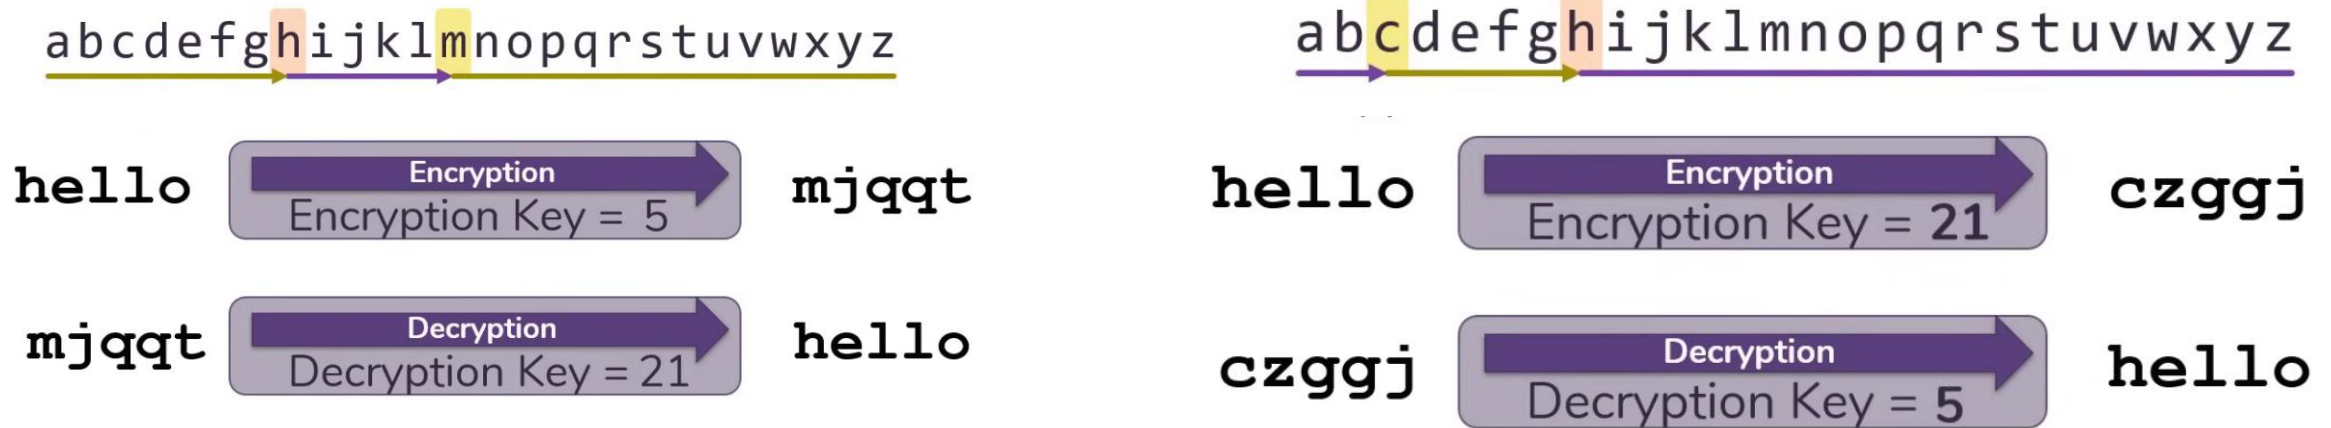 abcdefghijklmnopqrstuvwxyz
hello
Encryption
Encryption Key = 5
mjqqt
mjqqt
Decryption
Decryption Key = 21
hello
abcdefghijklmnopqrstuvwxyz
hello
Encryption
Encryption Key = 21
czggj
czggj
Decryption
Decryption Key = 5
hello